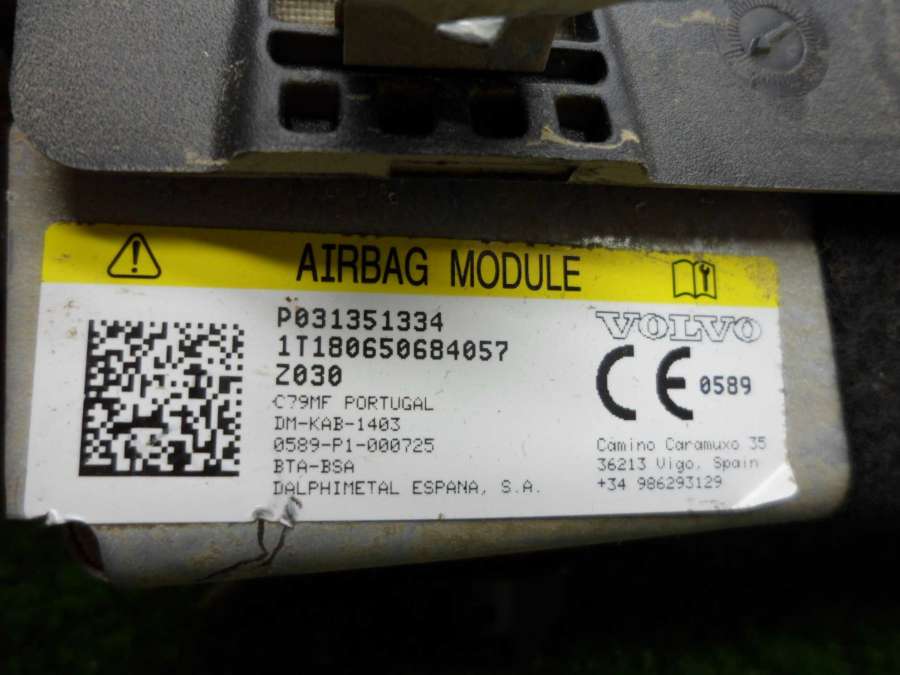 AIRBAG MODULE
P031351334
1T180650684057
Z030
C79MF PORTUGAL
DM-KAB-1403
0589-P1-000725
BTA-BSA
DALPHIMETAL ESPANA, S.A.
VOLVO
CE 0589
Camino Caramuxo 35
36213 Vigo, Spain
+34 986293129